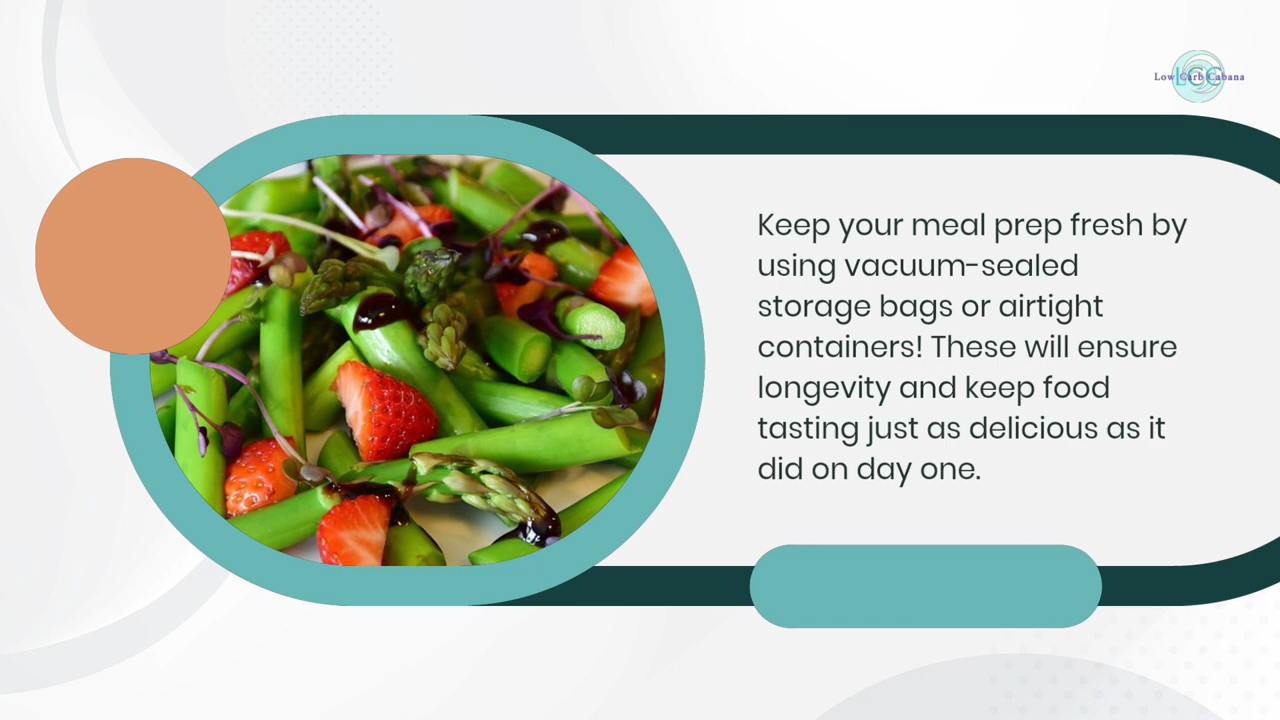 LCC
Low Carb Cabana
Keep your meal prep fresh by
using vacuum-sealed
storage bags or airtight
containers! These will ensure
longevity and keep food
tasting just as delicious as it
did on day one.